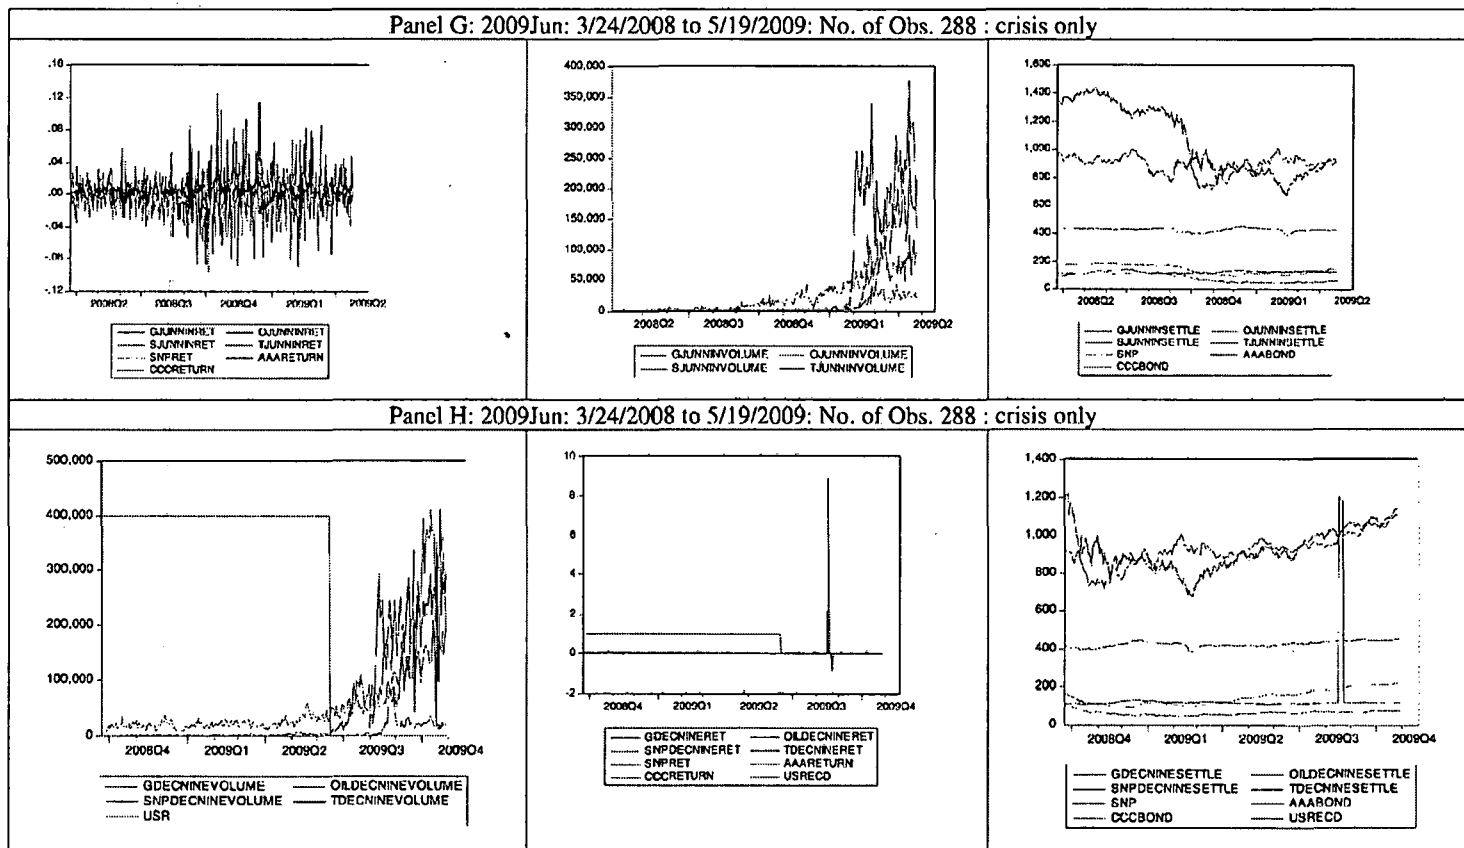 Panel G: 2009Jun: 3/24/2008 to 5/19/2009: No. of Obs. 288 : crisis only
.16
.12
.08
.04
.00
-.04
-.08
-.12
2008Q2 2008Q3 2008Q4 2009Q1 2009Q2
GJUNNINRET OJUNNINRET
SJUNNINRET TJUNNINRET
SNPRET AAARETURN
CCCRETURN
400,000
350,000
300,000
250,000
200,000
150,000
100,000
50,000
0
2008Q2 2008Q3 2008Q4 2009Q1 2009Q2
GJUNNINVOLUME OJUNNINVOLUME
SJUNNINVOLUME TJUNNINVOLUME
1,600
1,400
1,200
1,000
800
600
400
200
0
2008Q2 2008Q3 2008Q4 2009Q1 2009Q2
GJUNNINSETTLE OJUNNINSETTLE
SJUNNINSETTLE TJUNNINSETTLE
SNP AAABOND
CCCBOND
Panel H: 2009Jun: 3/24/2008 to 5/19/2009: No. of Obs. 288 : crisis only
500,000
400,000
300,000
200,000
100,000
0
2008Q4 2009Q1 2009Q2 2009Q3 2009Q4
GDECNINEVOLUME OILDECNINEVOLUME
SNPDECNINEVOLUME TDECNINEVOLUME
USR
10
8
6
4
2
0
-2
2008Q4 2009Q1 2009Q2 2009Q3 2009Q4
GDECNINERET OILDECNINERET
SNPDECNINERET TDECNINERET
SNPRET AAARETURN
CCCRETURN USRECD
1,400
1,200
1,000
800
600
400
200
0
2008Q4 2009Q1 2009Q2 2009Q3 2009Q4
GDECNINESETTLE OILDECNINESETTLE
SNPDECNINESETTLE TDECNINESETTLE
SNP AAABOND
CCCBOND USRECD